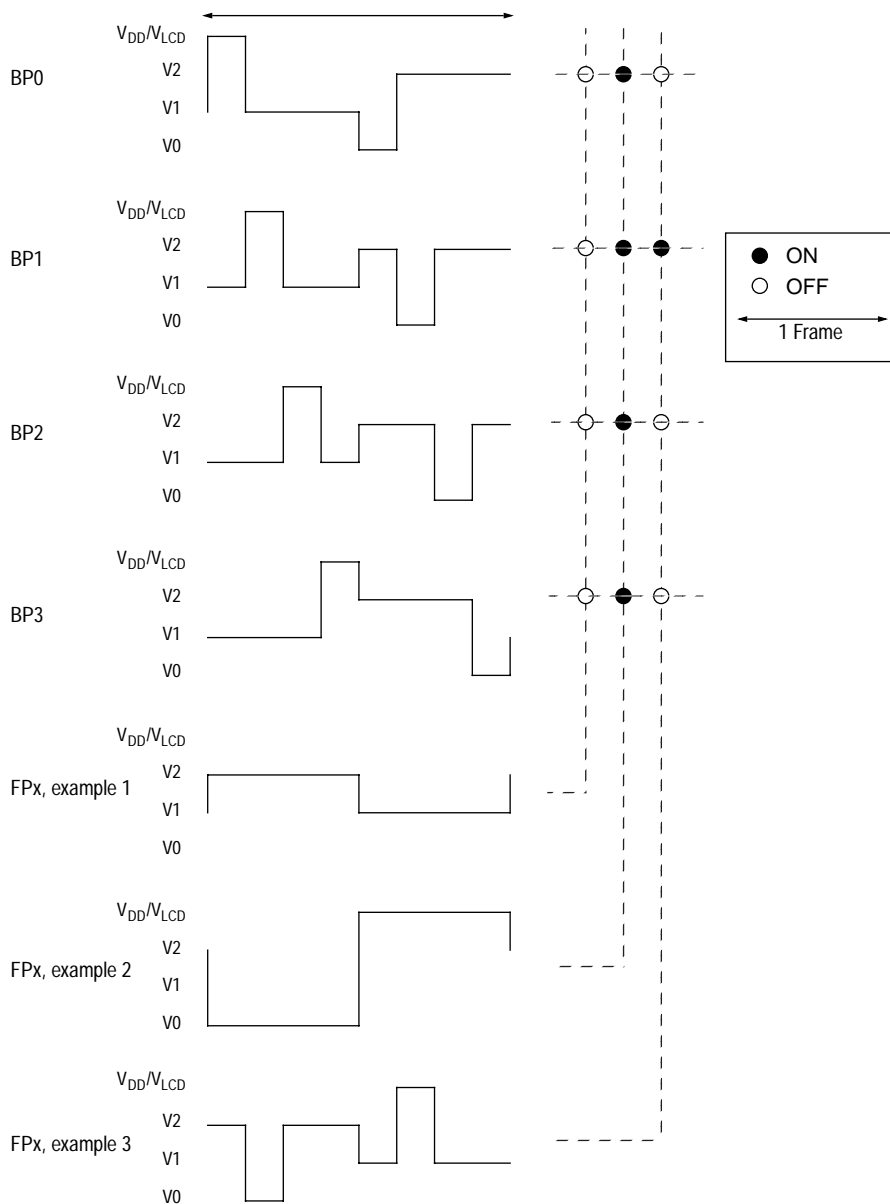 VDD/VLCD
V2
BP0
V1
V0
VDD/VLCD
V2
BP1
V1
V0
ON
OFF
1 Frame
VDD/VLCD
V2
BP2
V1
V0
VDD/VLCD
V2
BP3
V1
V0
VDD/VLCD
V2
FPx, example 1
V1
V0
VDD/VLCD
V2
FPx, example 2
V1
V0
VDD/VLCD
V2
FPx, example 3
V1
V0